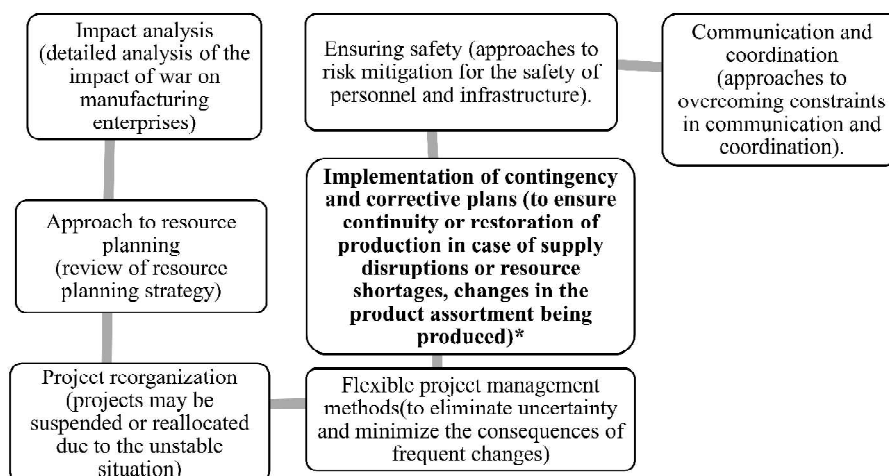 Impact analysis
(detailed analysis of the
impact of war on
manufacturing
enterprises)
Approach to resource
planning
(review of resource
planning strategy)
Project reorganization
(projects may be
suspended or reallocated
due to the unstable
situation)
Flexible project management
methods(to eliminate uncertainty
and minimize the consequences of
frequent changes)
Implementation of contingency
and corrective plans (to ensure
continuity or restoration of
production in case of supply
disruptions or resource
shortages, changes in the
product assortment being
produced)*
Ensuring safety (approaches to
risk mitigation for the safety of
personnel and infrastructure).
Communication and
coordination
(approaches to
overcoming constraints
in communication and
coordination).